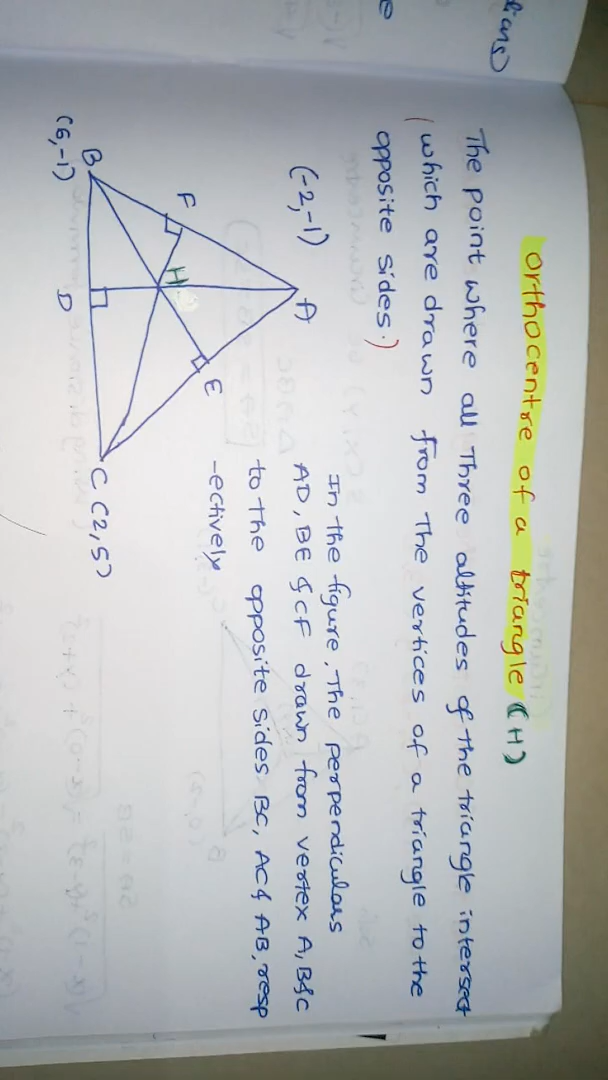 Orthocentre of a triangle (H)
The point where all Three altitudes of the triangle intersect
(which are drawn from The vertices of a triangle to the
opposite sides.)
A
(-2,-1)
F
H
E
B
(6,-1)
D
C (2,5)
In the figure, The perpendiculars
AD, BE & CF drawn from vertex A, B & C
to the opposite sides BC, AC & AB, resp
-ectively
dians)
e